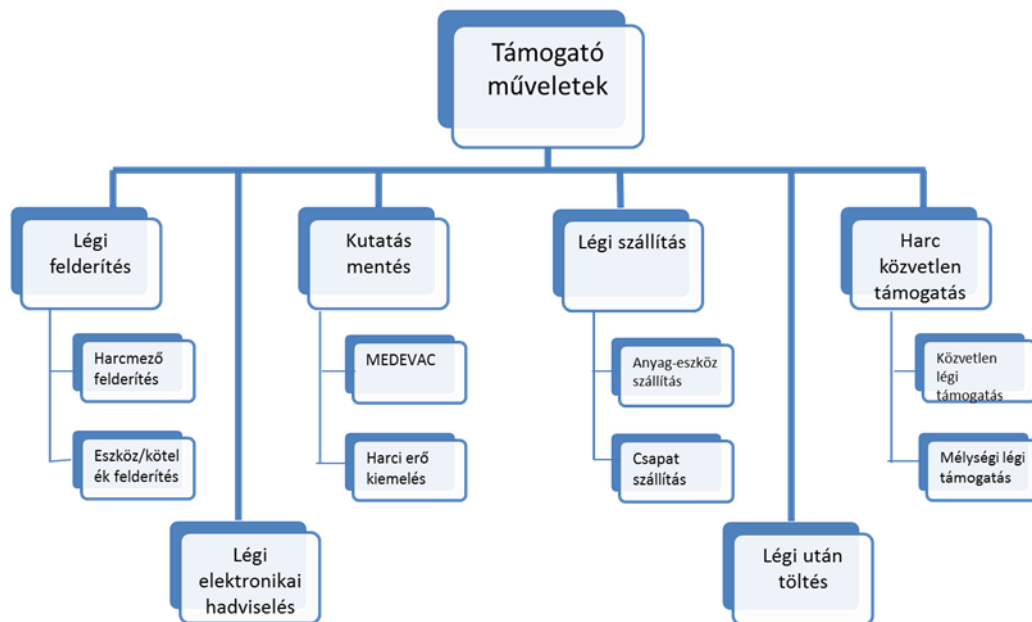 Támogató
műveletek
Légi
felderítés
Harcmező
felderítés
Eszköz/kötel
ék felderítés
Légi
elektronikai
hadviselés
Kutatás
mentés
MEDEVAC
Harci erő
kiemelés
Légi szállítás
Anyag-eszköz
szállítás
Csapat
szállítás
Légi után
töltés
Harc
közvetlen
támogatás
Közvetlen
légi
támogatás
Mélységi légi
támogatás